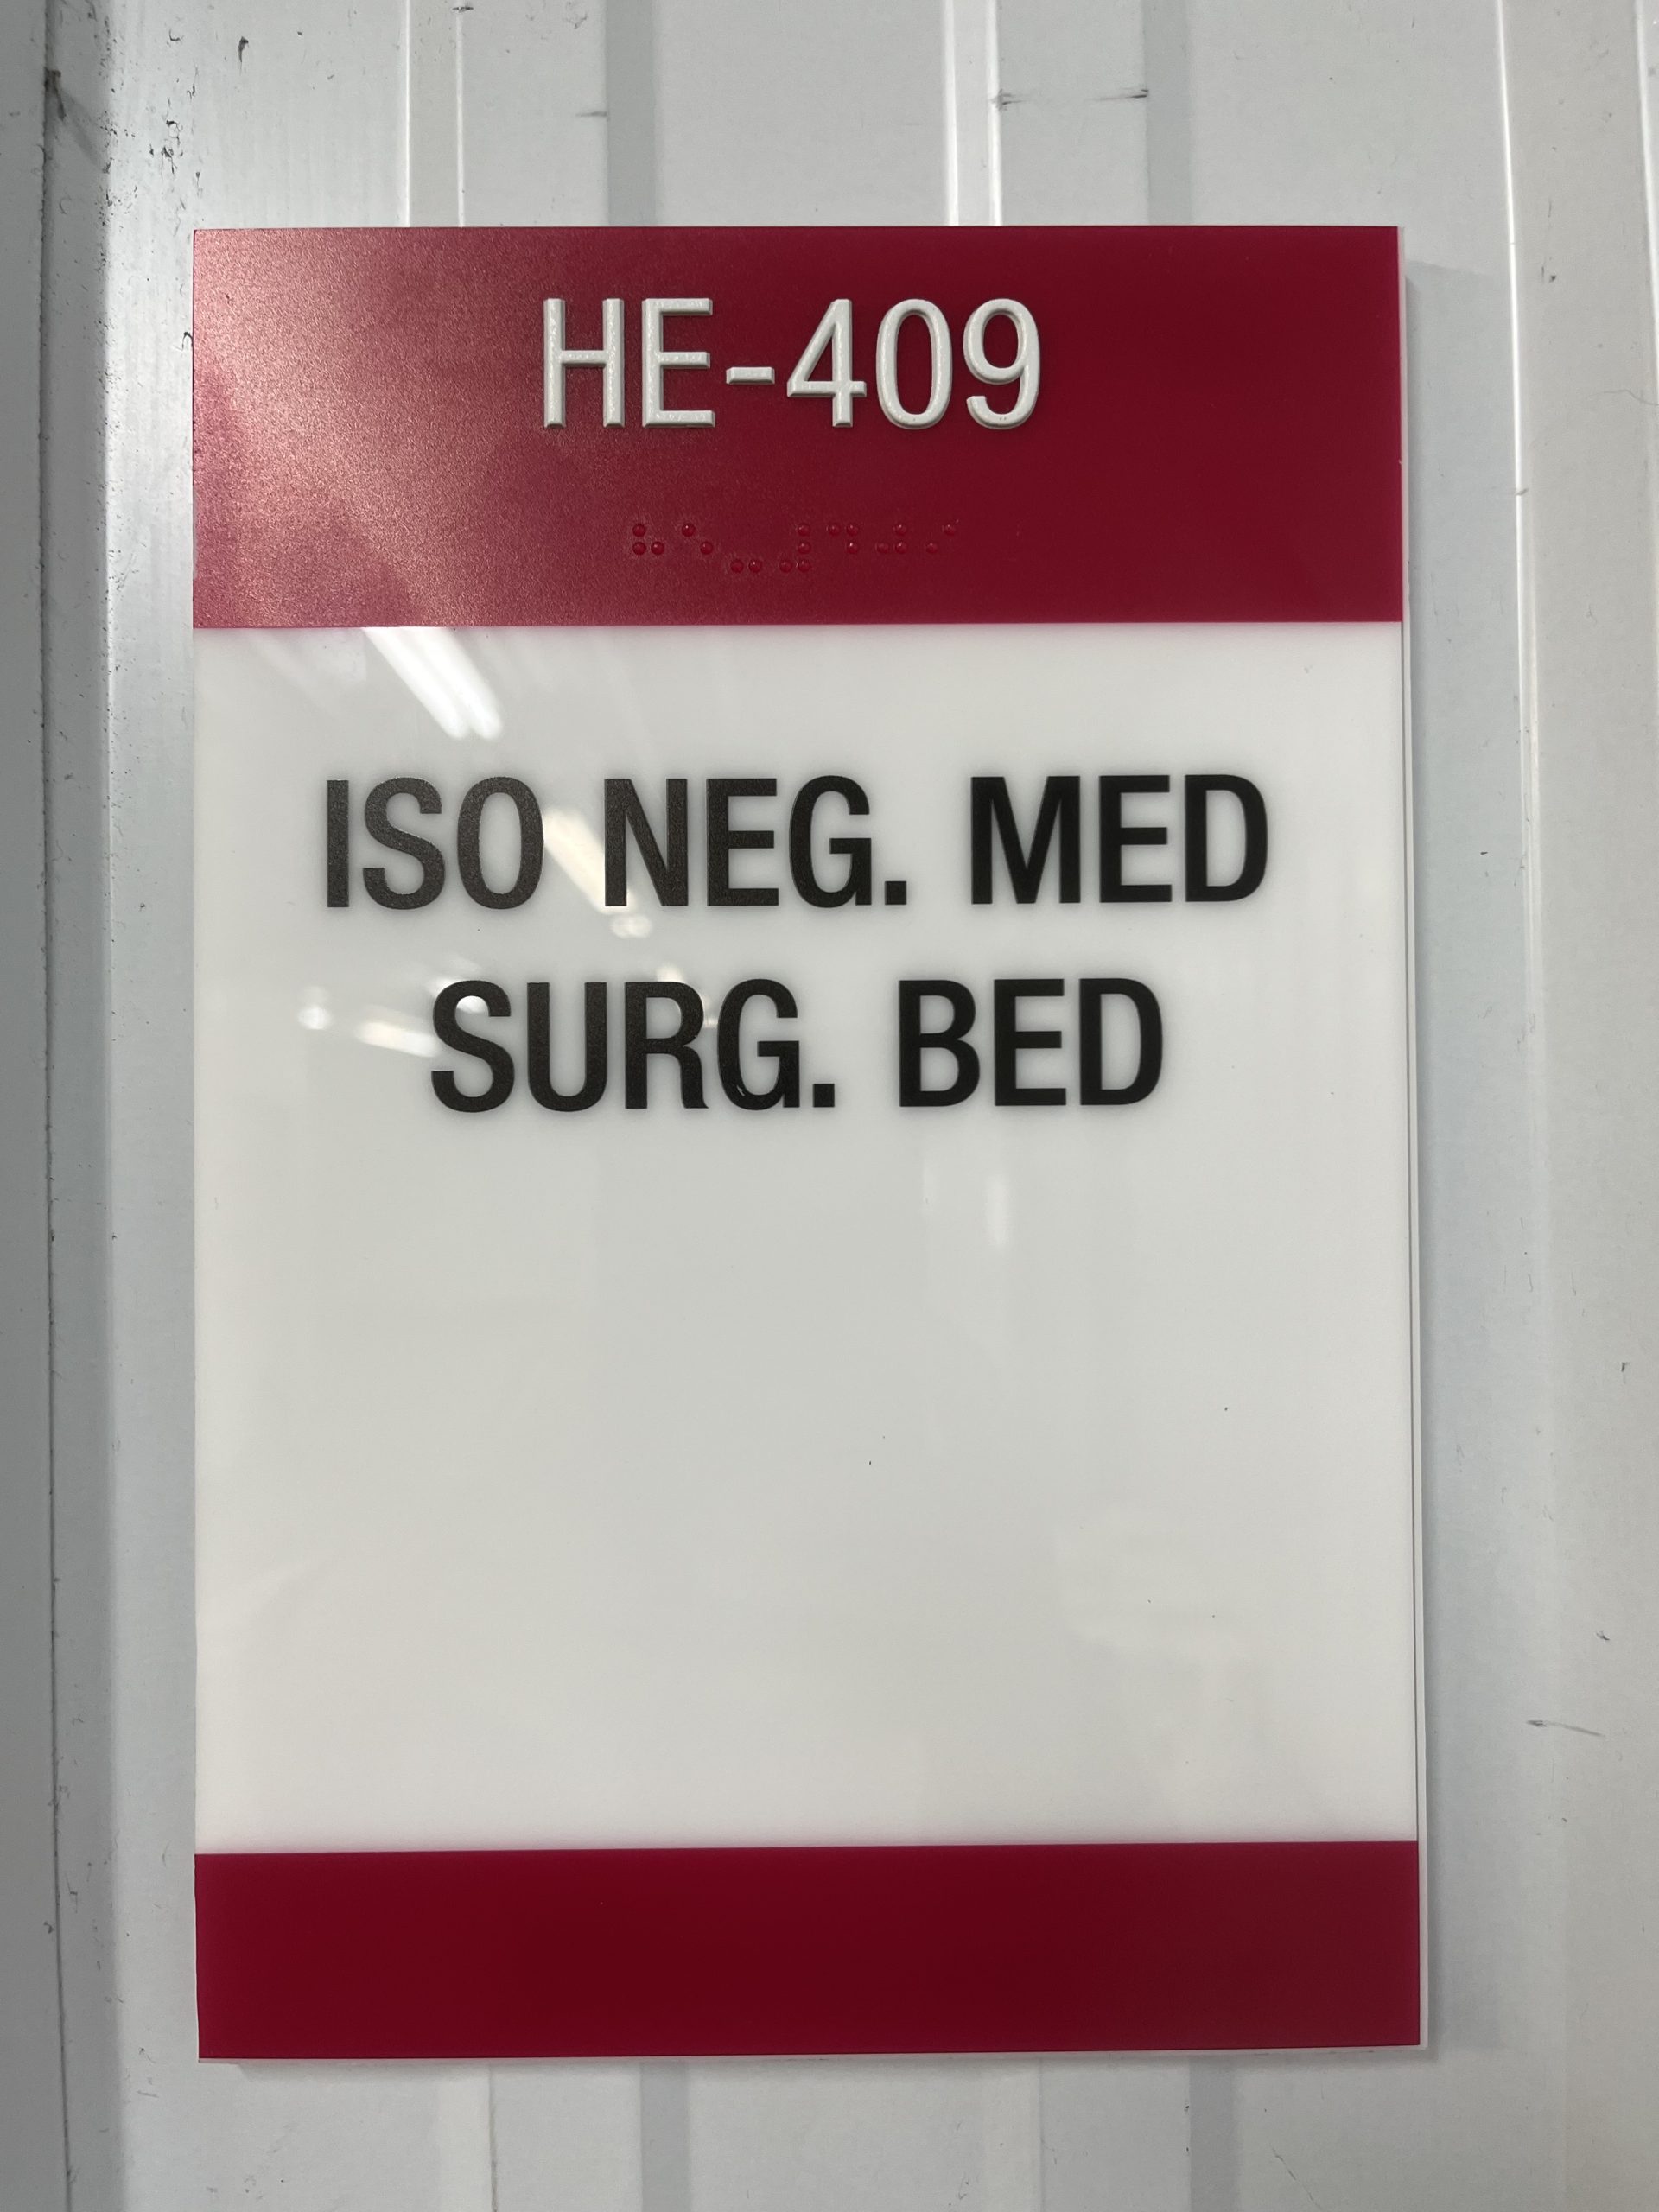 HE-409
⠓⠑⠤⠼⠙⠚⠊
ISO NEG. MED
SURG. BED